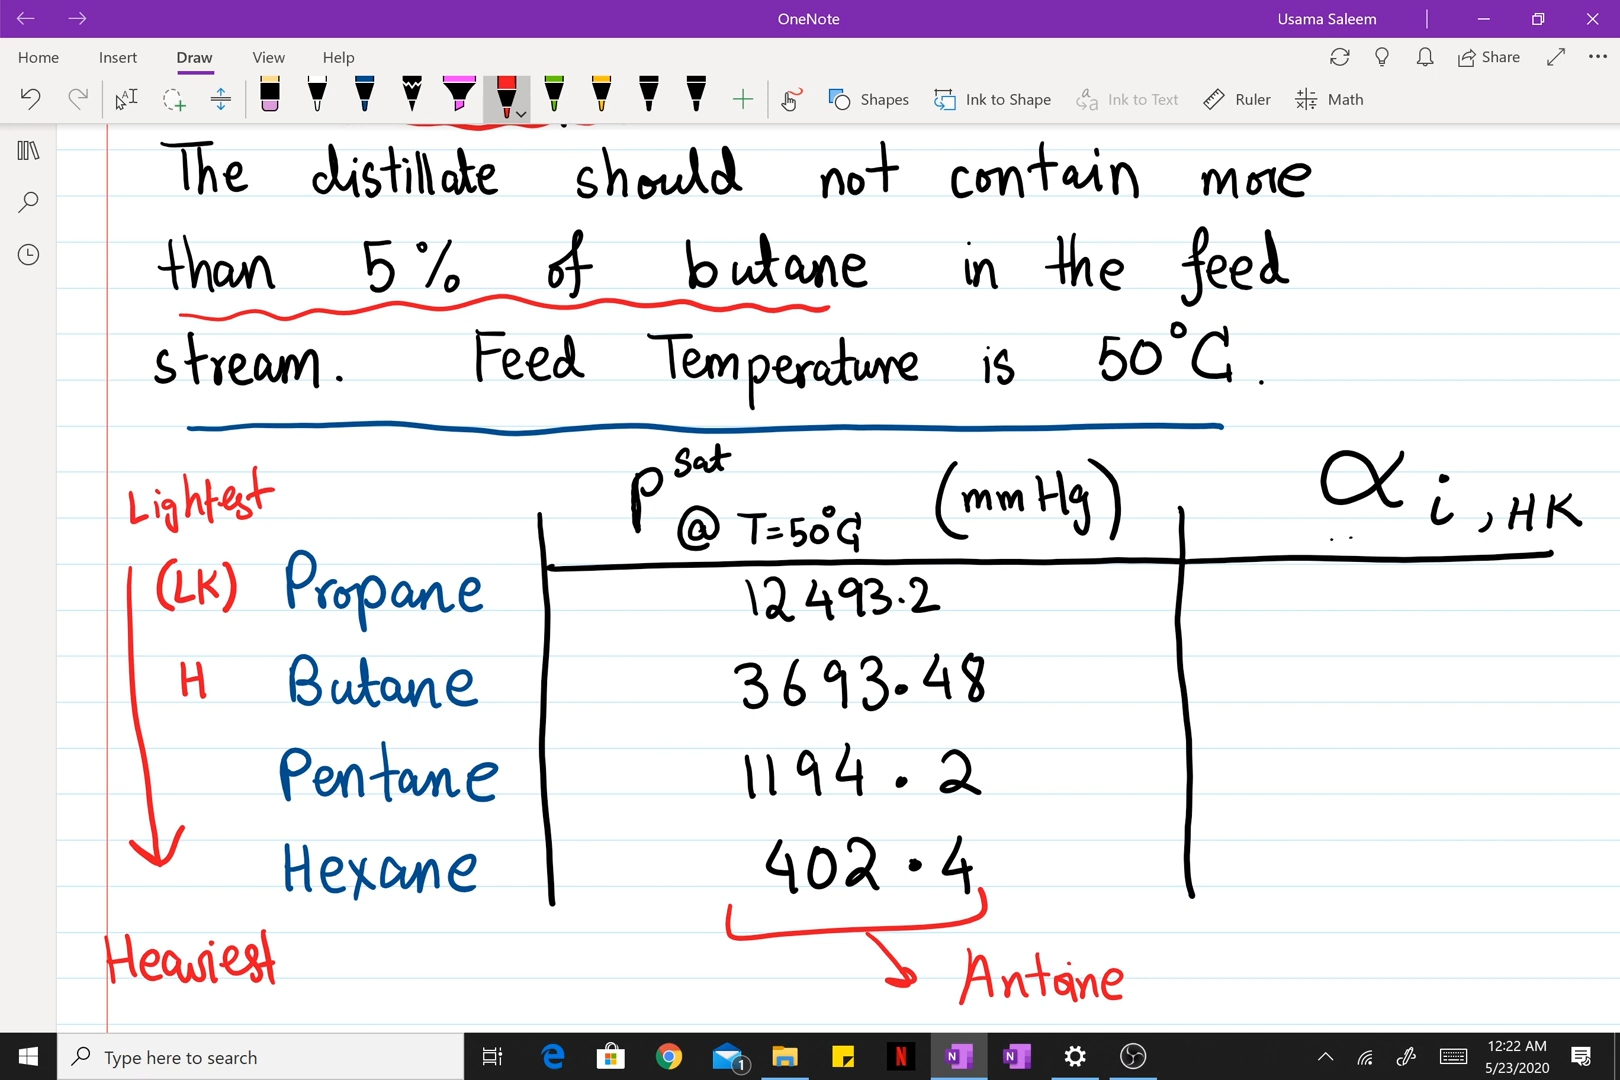 OneNote
Usama Saleem
Home Insert Draw View Help
Share
Shapes Ink to Shape Ink to Text Ruler Math
The distillate should not contain more
than 5% of butane in the feed
stream. Feed Temperature is 50°C.
Lightest
P sat @ T=50°C (mmHg)
α i, HK
(LK) Propane 12493.2
H Butane 3693.48
Pentane 1194.2
Hexane 402.4
Heaviest
Antoine
Type here to search
1
12:22 AM
5/23/2020